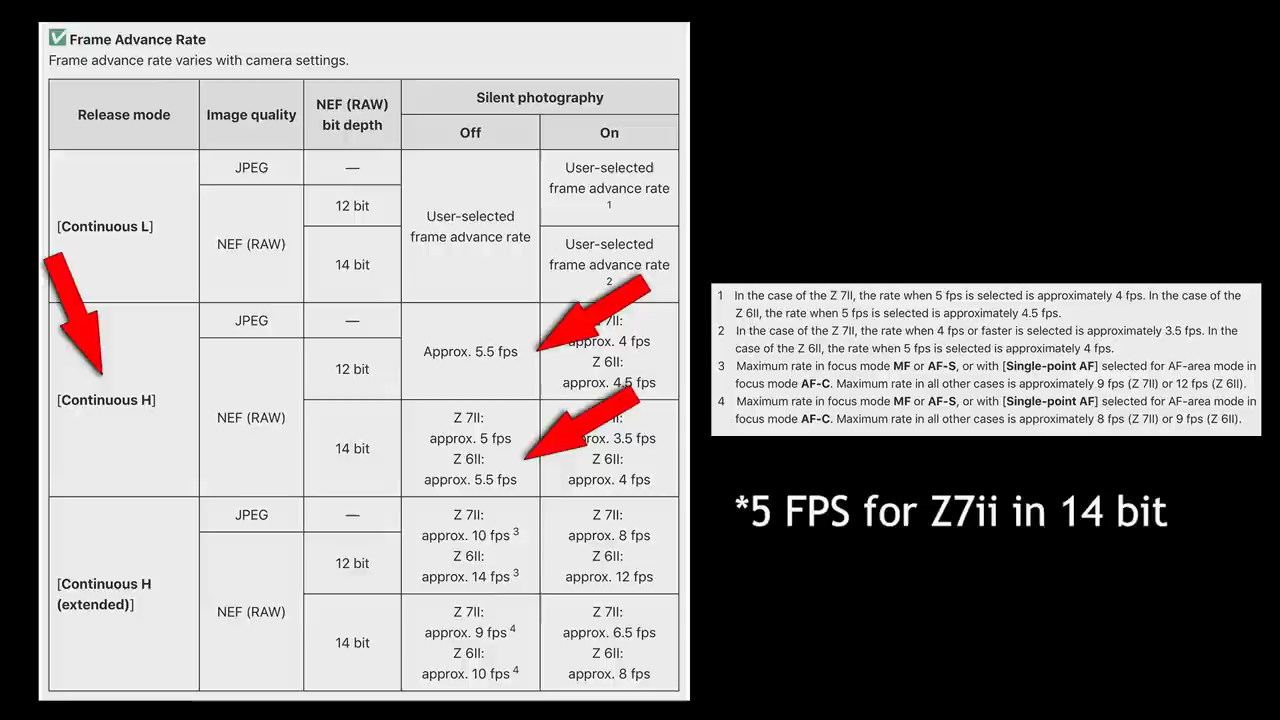 Frame Advance Rate
Frame advance rate varies with camera settings.
Release mode
Image quality
NEF (RAW)
bit depth
Silent photography
Off
On
[Continuous L]
JPEG
—
User-selected
frame advance rate
User-selected
frame advance rate
1
NEF (RAW)
12 bit
14 bit
User-selected
frame advance rate
2
[Continuous H]
JPEG
—
Approx. 5.5 fps
7II:
approx. 4 fps
Z 6II:
approx. 4.5 fps
NEF (RAW)
12 bit
14 bit
Z 7II:
approx. 5 fps
Z 6II:
approx. 5.5 fps
approx. 3.5 fps
Z 6II:
approx. 4 fps
[Continuous H
(extended)]
JPEG
—
Z 7II:
approx. 10 fps 3
Z 6II:
approx. 14 fps 3
Z 7II:
approx. 8 fps
Z 6II:
approx. 12 fps
NEF (RAW)
12 bit
14 bit
Z 7II:
approx. 9 fps 4
Z 6II:
approx. 10 fps 4
Z 7II:
approx. 6.5 fps
Z 6II:
approx. 8 fps
1 In the case of the Z 7II, the rate when 5 fps is selected is approximately 4 fps. In the case of the
Z 6II, the rate when 5 fps is selected is approximately 4.5 fps.
2 In the case of the Z 7II, the rate when 4 fps or faster is selected is approximately 3.5 fps. In the
case of the Z 6II, the rate when 5 fps is selected is approximately 4 fps.
3 Maximum rate in focus mode MF or AF-S, or with [Single-point AF] selected for AF-area mode in
focus mode AF-C. Maximum rate in all other cases is approximately 9 fps (Z 7II) or 12 fps (Z 6II).
4 Maximum rate in focus mode MF or AF-S, or with [Single-point AF] selected for AF-area mode in
focus mode AF-C. Maximum rate in all other cases is approximately 8 fps (Z 7II) or 9 fps (Z 6II).
*5 FPS for Z7ii in 14 bit